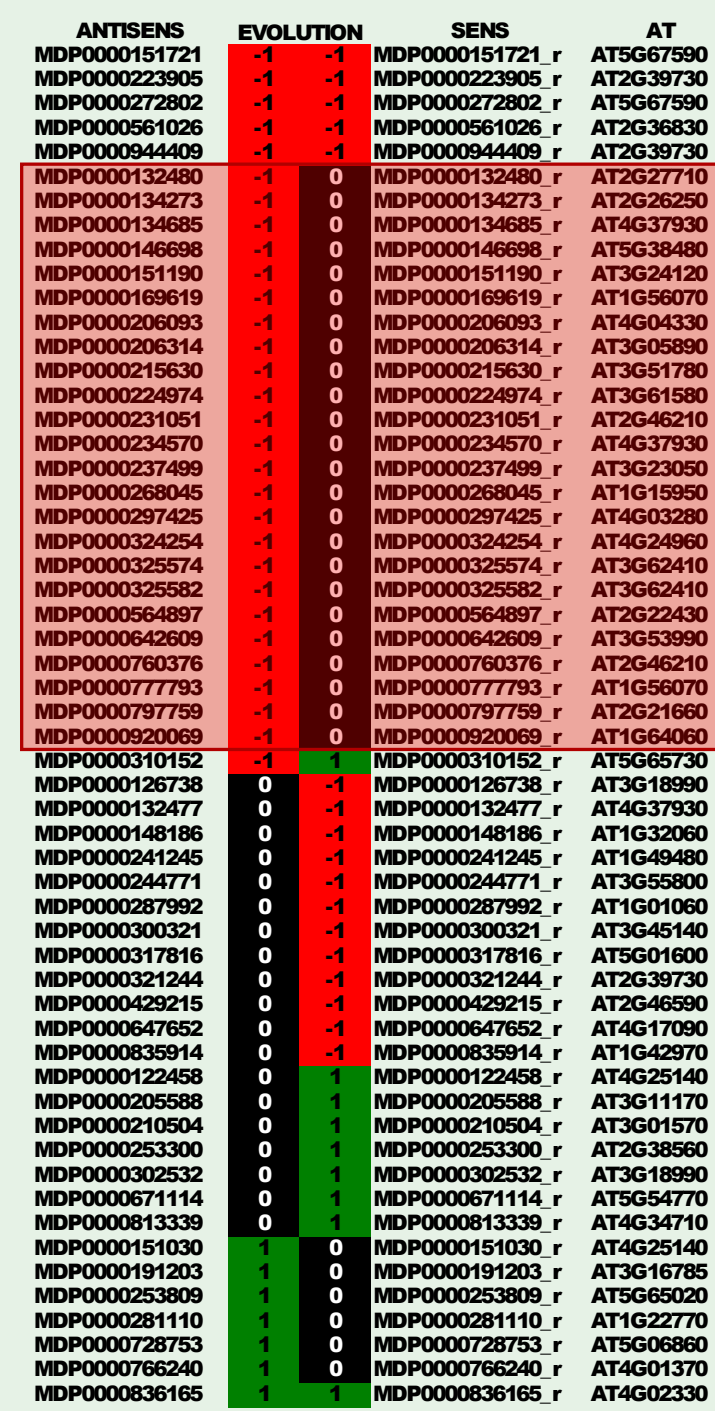 ANTISENS EVOLUTION SENS AT
MDP0000151721 -1 -1 MDP0000151721_r AT5G67590
MDP0000223905 -1 -1 MDP0000223905_r AT2G39730
MDP0000272802 -1 -1 MDP0000272802_r AT5G67590
MDP0000561026 -1 -1 MDP0000561026_r AT2G36830
MDP0000944409 -1 -1 MDP0000944409_r AT2G39730
MDP0000132480 -1 0 MDP0000132480_r AT2G27710
MDP0000134273 -1 0 MDP0000134273_r AT2G26250
MDP0000134685 -1 0 MDP0000134685_r AT4G37930
MDP0000146698 -1 0 MDP0000146698_r AT5G38480
MDP0000151190 -1 0 MDP0000151190_r AT3G24120
MDP0000169619 -1 0 MDP0000169619_r AT1G56070
MDP0000206093 -1 0 MDP0000206093_r AT4G04330
MDP0000206314 -1 0 MDP0000206314_r AT3G05890
MDP0000215630 -1 0 MDP0000215630_r AT3G51780
MDP0000224974 -1 0 MDP0000224974_r AT3G61580
MDP0000231051 -1 0 MDP0000231051_r AT2G46210
MDP0000234570 -1 0 MDP0000234570_r AT4G37930
MDP0000237499 -1 0 MDP0000237499_r AT3G23050
MDP0000268045 -1 0 MDP0000268045_r AT1G15950
MDP0000297425 -1 0 MDP0000297425_r AT4G03280
MDP0000324254 -1 0 MDP0000324254_r AT4G24960
MDP0000325574 -1 0 MDP0000325574_r AT3G62410
MDP0000325582 -1 0 MDP0000325582_r AT3G62410
MDP0000564897 -1 0 MDP0000564897_r AT2G22430
MDP0000642609 -1 0 MDP0000642609_r AT3G53990
MDP0000760376 -1 0 MDP0000760376_r AT2G46210
MDP0000777793 -1 0 MDP0000777793_r AT1G56070
MDP0000797759 -1 0 MDP0000797759_r AT2G21660
MDP0000920069 -1 0 MDP0000920069_r AT1G64060
MDP0000310152 -1 1 MDP0000310152_r AT5G65730
MDP0000126738 0 -1 MDP0000126738_r AT3G18990
MDP0000132477 0 -1 MDP0000132477_r AT4G37930
MDP0000148186 0 -1 MDP0000148186_r AT1G32060
MDP0000241245 0 -1 MDP0000241245_r AT1G49480
MDP0000244771 0 -1 MDP0000244771_r AT3G55800
MDP0000287992 0 -1 MDP0000287992_r AT1G01060
MDP0000300321 0 -1 MDP0000300321_r AT3G45140
MDP0000317816 0 -1 MDP0000317816_r AT5G01600
MDP0000321244 0 -1 MDP0000321244_r AT2G39730
MDP0000429215 0 -1 MDP0000429215_r AT2G46590
MDP0000647652 0 -1 MDP0000647652_r AT4G17090
MDP0000835914 0 -1 MDP0000835914_r AT1G42970
MDP0000122458 0 1 MDP0000122458_r AT4G25140
MDP0000205588 0 1 MDP0000205588_r AT3G11170
MDP0000210504 0 1 MDP0000210504_r AT3G01570
MDP0000253300 0 1 MDP0000253300_r AT2G38560
MDP0000302532 0 1 MDP0000302532_r AT3G18990
MDP0000671114 0 1 MDP0000671114_r AT5G54770
MDP0000813339 0 1 MDP0000813339_r AT4G34710
MDP0000151030 1 0 MDP0000151030_r AT4G25140
MDP0000191203 1 0 MDP0000191203_r AT3G16785
MDP0000253809 1 0 MDP0000253809_r AT5G65020
MDP0000281110 1 0 MDP0000281110_r AT1G22770
MDP0000728753 1 0 MDP0000728753_r AT5G06860
MDP0000766240 1 0 MDP0000766240_r AT4G01370
MDP0000836165 1 1 MDP0000836165_r AT4G02330